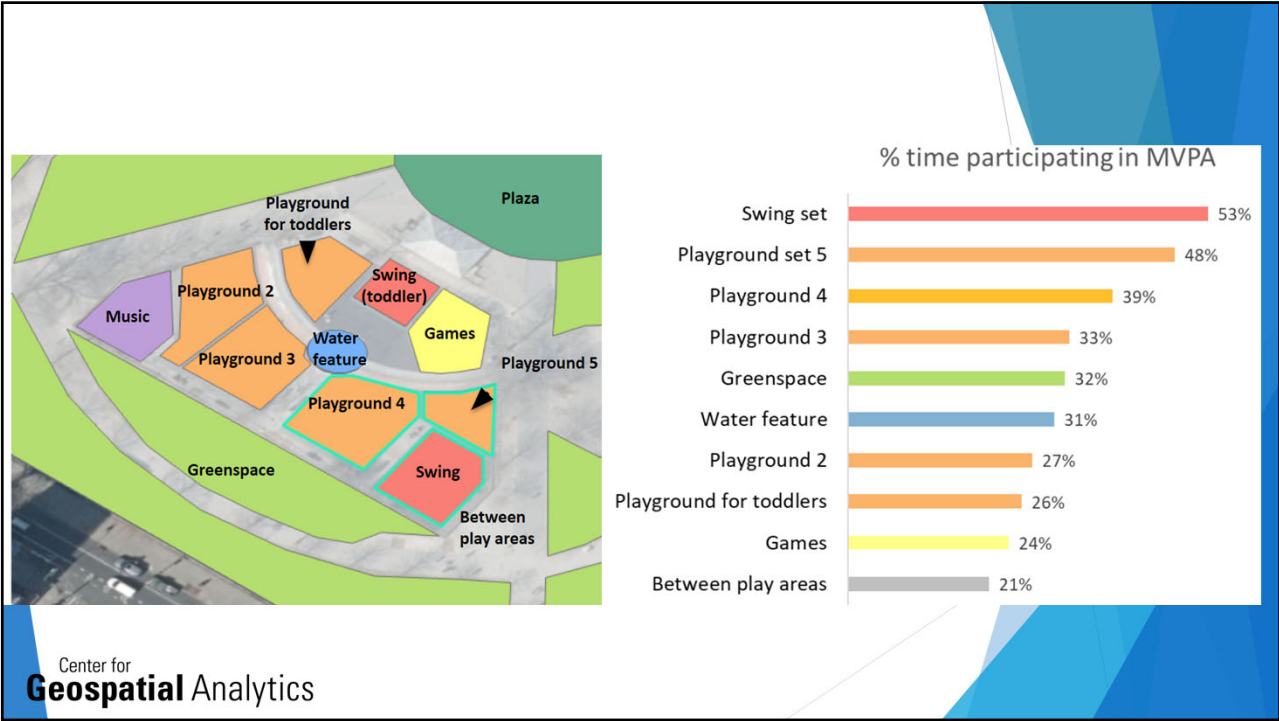 % time participating in MVPA
Playground
for toddlers
Plaza
Swing
(toddler)
Playground 2
Music
Games
Water
feature
Playground 3
Playground 5
Playground 4
Greenspace
Swing
Between
play areas
Swing set 53%
Playground set 5 48%
Playground 4 39%
Playground 3 33%
Greenspace 32%
Water feature 31%
Playground 2 27%
Playground for toddlers 26%
Games 24%
Between play areas 21%
Center for
Geospatial Analytics